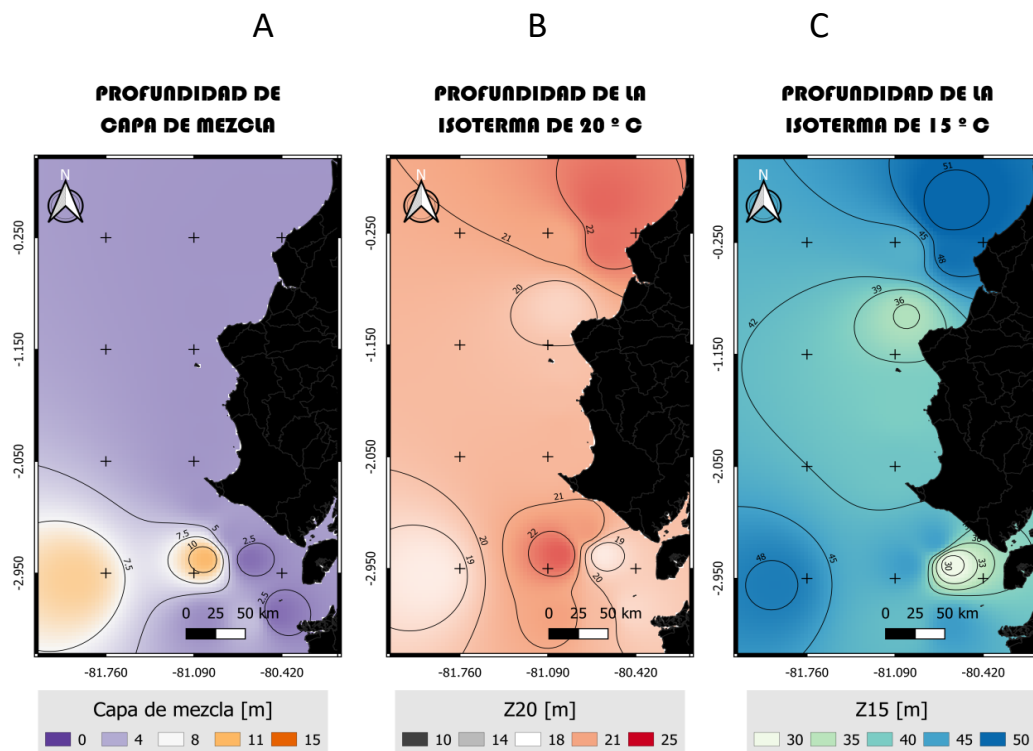 A
B
C
PROFUNDIDAD DE
CAPA DE MEZCLA
PROFUNDIDAD DE LA
ISOTERMA DE 20 º C
PROFUNDIDAD DE LA
ISOTERMA DE 15 º C
N
-0.250
-1.150
-2.050
-2.950
5
7.5
7.5
10
2.5
2.5
0 25 50 km
-81.760 -81.090 -80.420
Capa de mezcla [m]
0 4 8 11 15
N
-0.250
-1.150
-2.050
-2.950
22
21
20
21
22
20
19
19
20
0 25 50 km
-81.760 -81.090 -80.420
Z20 [m]
10 14 18 21 25
N
-0.250
-1.150
-2.050
-2.950
51
45
48
39
36
42
36
33
30
48
45
0 25 50 km
-81.760 -81.090 -80.420
Z15 [m]
30 35 40 45 50